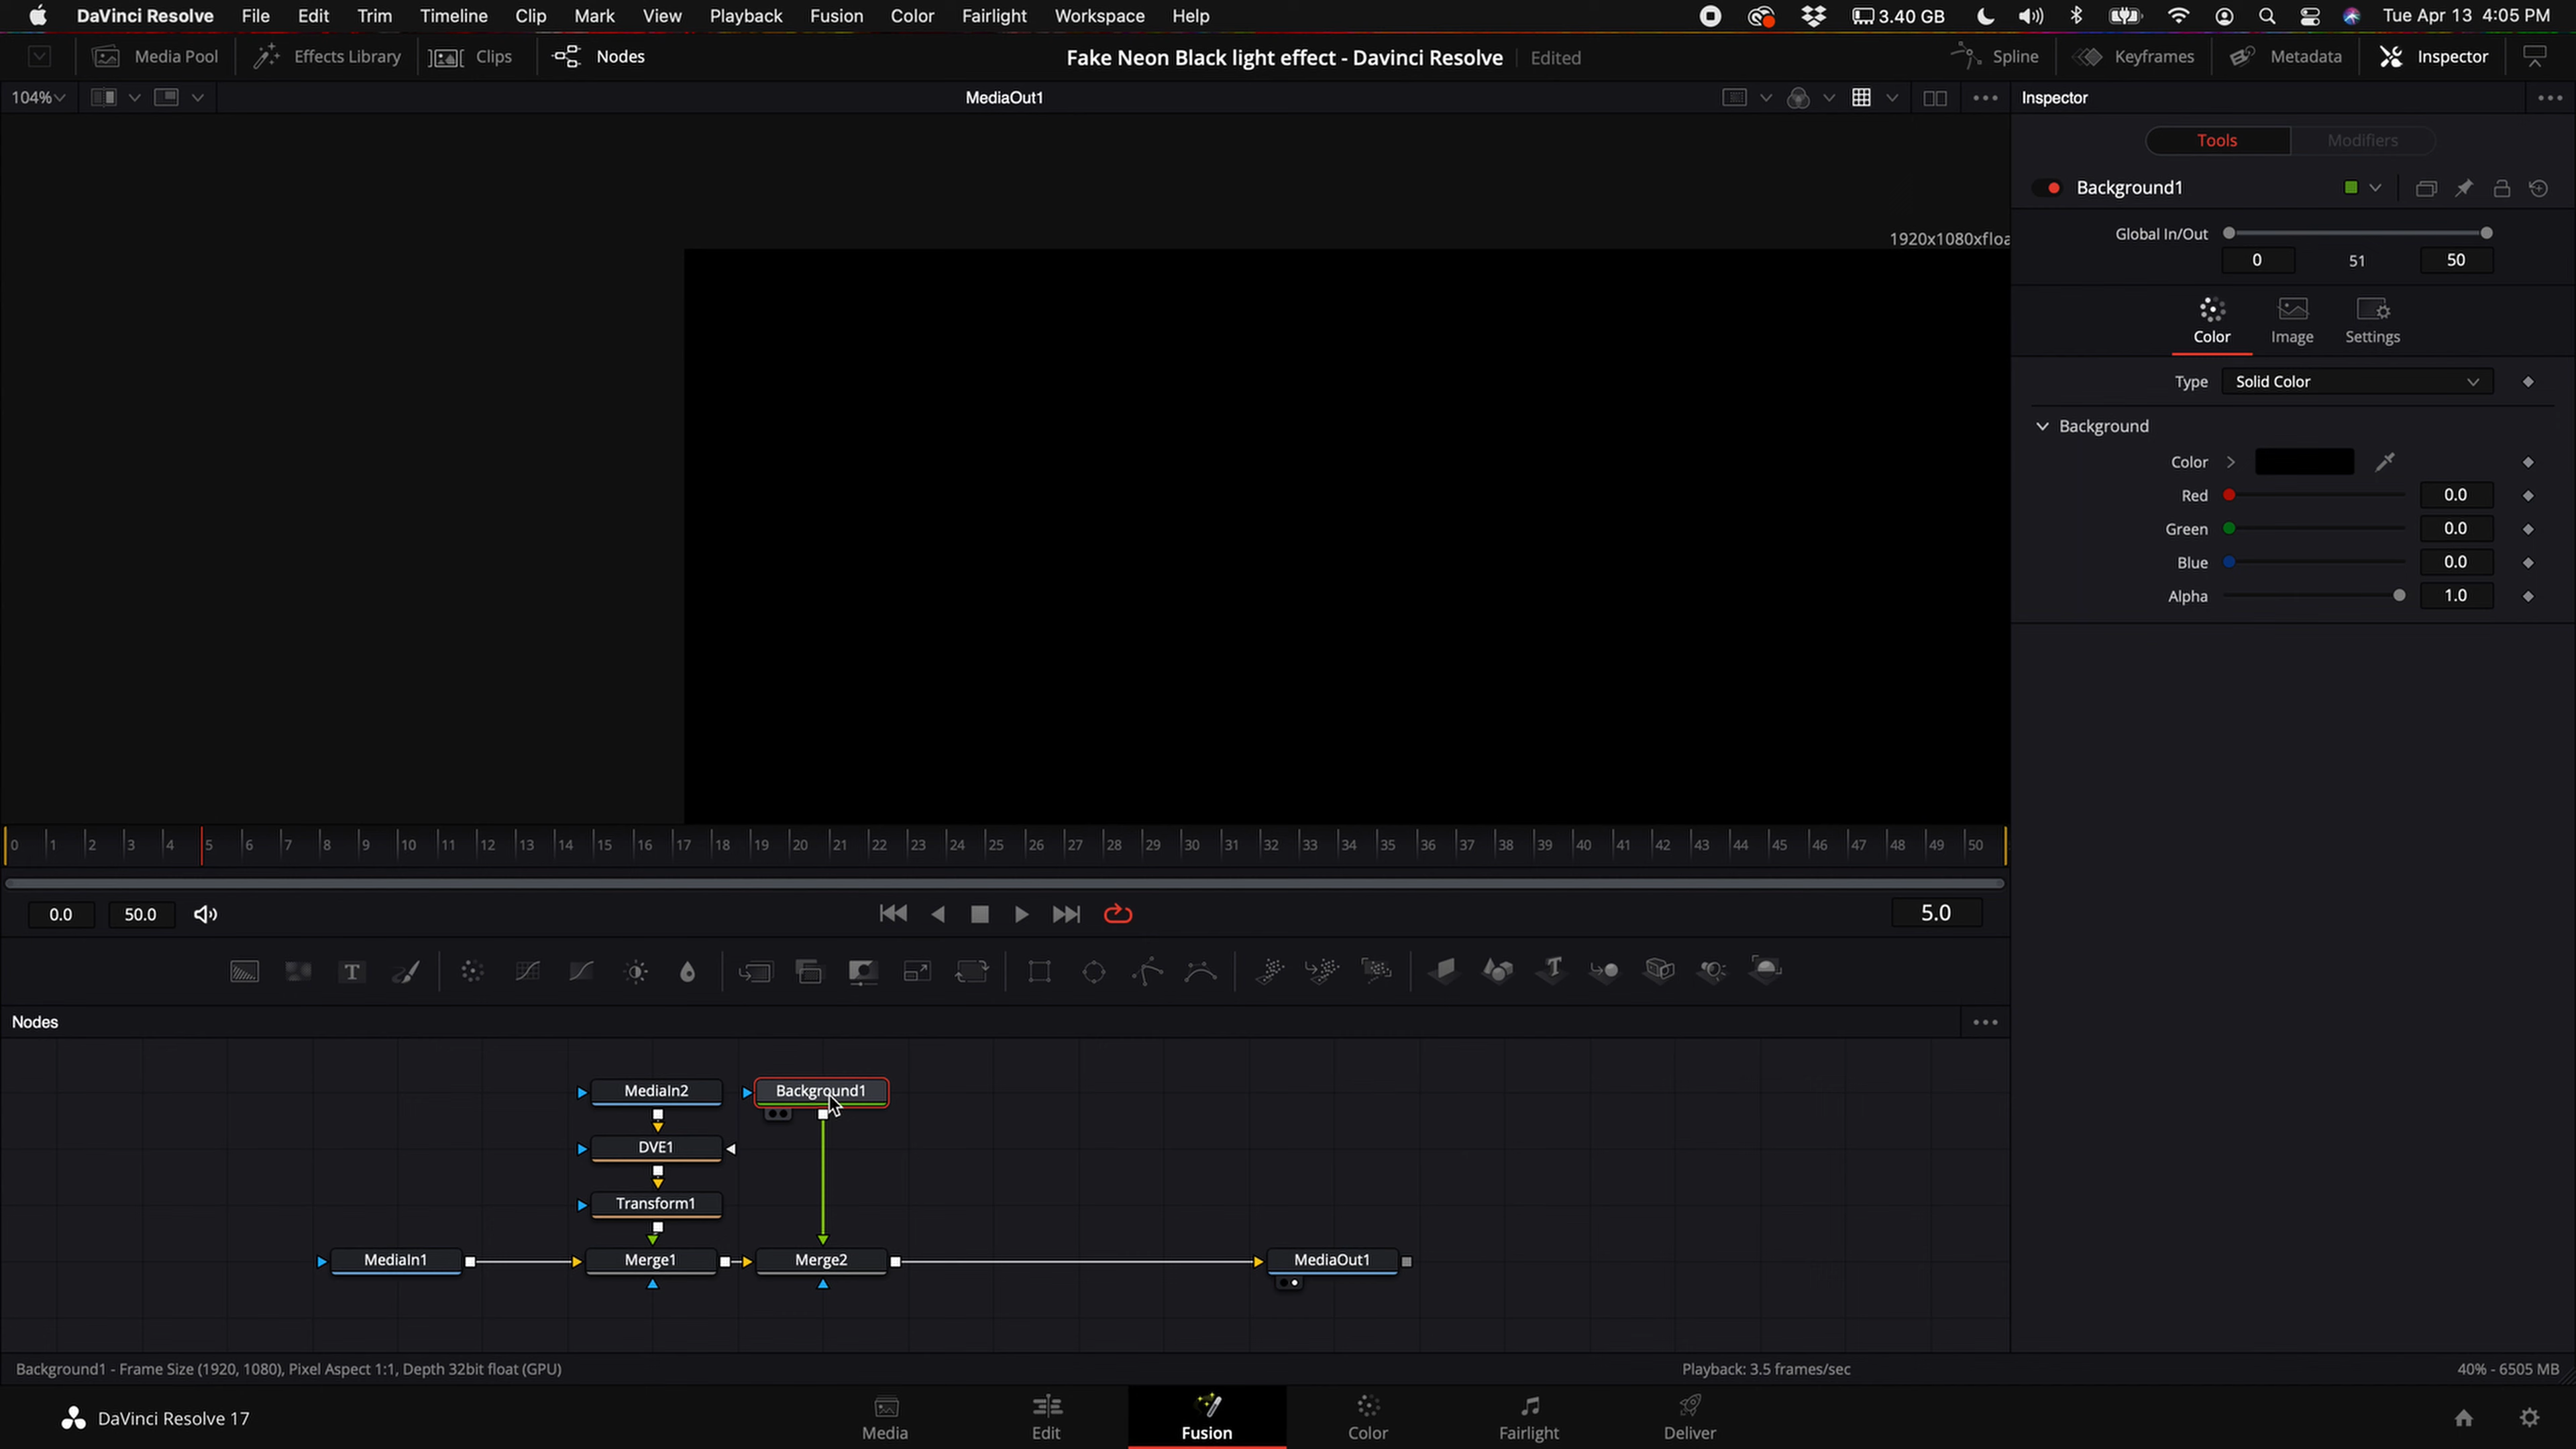 DaVinci Resolve File Edit Trim Timeline Clip Mark View Playback Fusion Color Fairlight Workspace Help 3.40 GB Tue Apr 13 4:05 PM
Media Pool Effects Library Clips Nodes Fake Neon Black light effect - Davinci Resolve Edited Spline Keyframes Metadata Inspector
104% MediaOut1 Inspector
Tools Modifiers
Background1
1920x1080xfloa
Global In/Out
0 51 50
Color Image Settings
Type Solid Color
Background
Color
Red 0.0
Green 0.0
Blue 0.0
Alpha 1.0
0 1 2 3 4 5 6 7 8 9 10 11 12 13 14 15 16 17 18 19 20 21 22 23 24 25 26 27 28 29 30 31 32 33 34 35 36 37 38 39 40 41 42 43 44 45 46 47 48 49 50
0.0 50.0 5.0
T
Nodes
MediaIn2 Background1
DVE1
Transform1
MediaIn1 Merge1 Merge2 MediaOut1
Background1 - Frame Size (1920, 1080), Pixel Aspect 1:1, Depth 32bit float (GPU) Playback: 3.5 frames/sec 40% - 6505 MB
DaVinci Resolve 17 Media Edit Fusion Color Fairlight Deliver